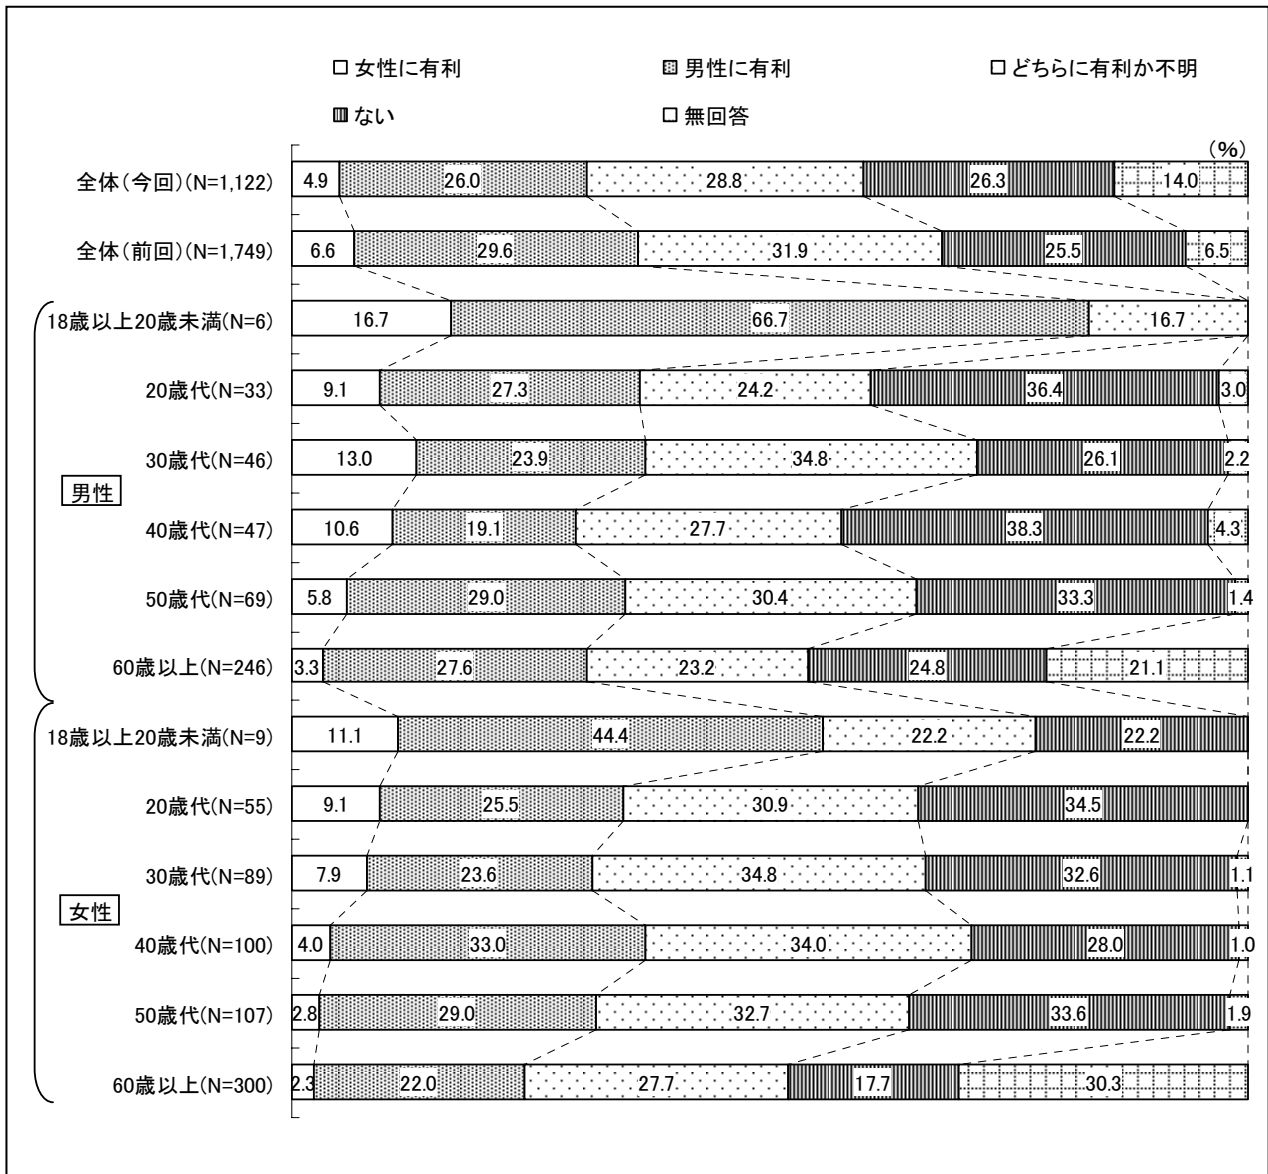 女性に有利 男性に有利 どちらに有利か不明
ない 無回答
(%)
全体(今回)(N=1,122) 4.9 26.0 28.8 26.3 14.0
全体(前回)(N=1,749) 6.6 29.6 31.9 25.5 6.5
18歳以上20歳未満(N=6) 16.7 66.7 16.7
20歳代(N=33) 9.1 27.3 24.2 36.4 3.0
30歳代(N=46) 13.0 23.9 34.8 26.1 2.2
男性
40歳代(N=47) 10.6 19.1 27.7 38.3 4.3
50歳代(N=69) 5.8 29.0 30.4 33.3 1.4
60歳以上(N=246) 3.3 27.6 23.2 24.8 21.1
18歳以上20歳未満(N=9) 11.1 44.4 22.2 22.2
20歳代(N=55) 9.1 25.5 30.9 34.5
30歳代(N=89) 7.9 23.6 34.8 32.6 1.1
女性
40歳代(N=100) 4.0 33.0 34.0 28.0 1.0
50歳代(N=107) 2.8 29.0 32.7 33.6 1.9
60歳以上(N=300) 2.3 22.0 27.7 17.7 30.3